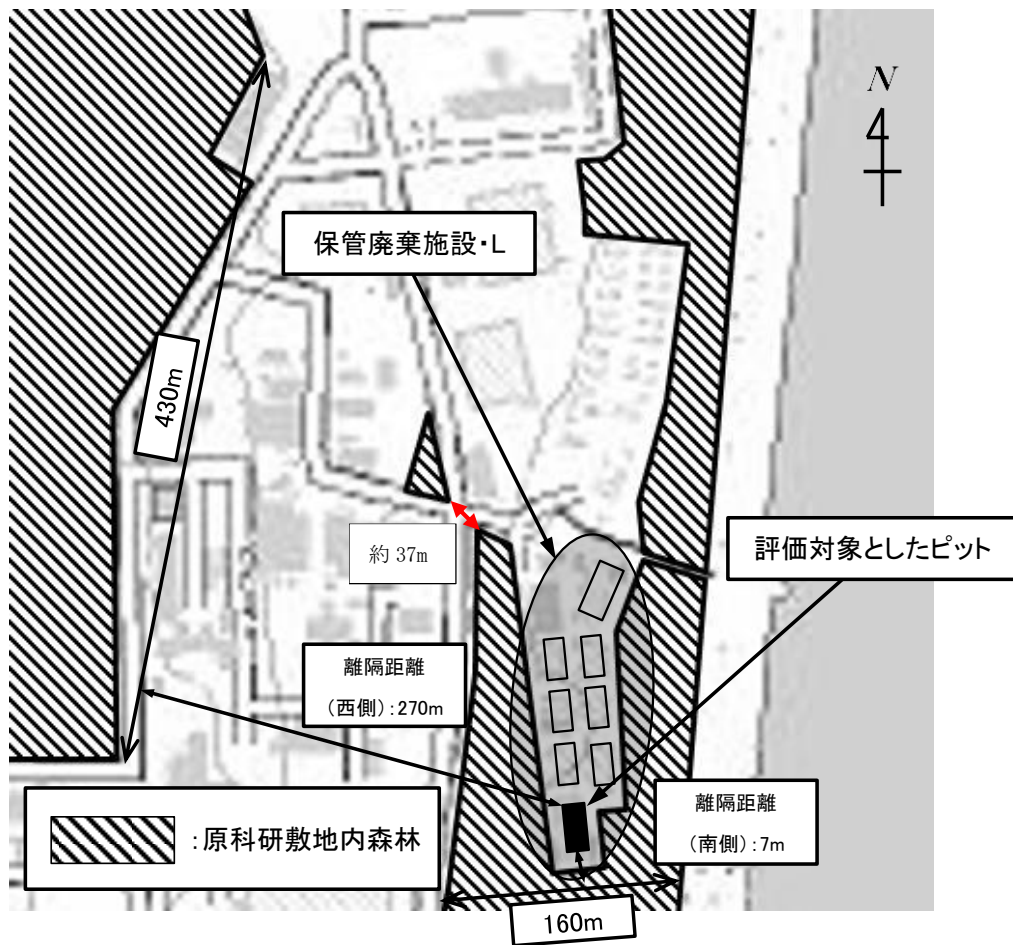 N
保管廃棄施設・L
430m
約 37m
評価対象としたピット
離隔距離
(西側):270m
離隔距離
(南側):7m
:原科研敷地内森林
160m